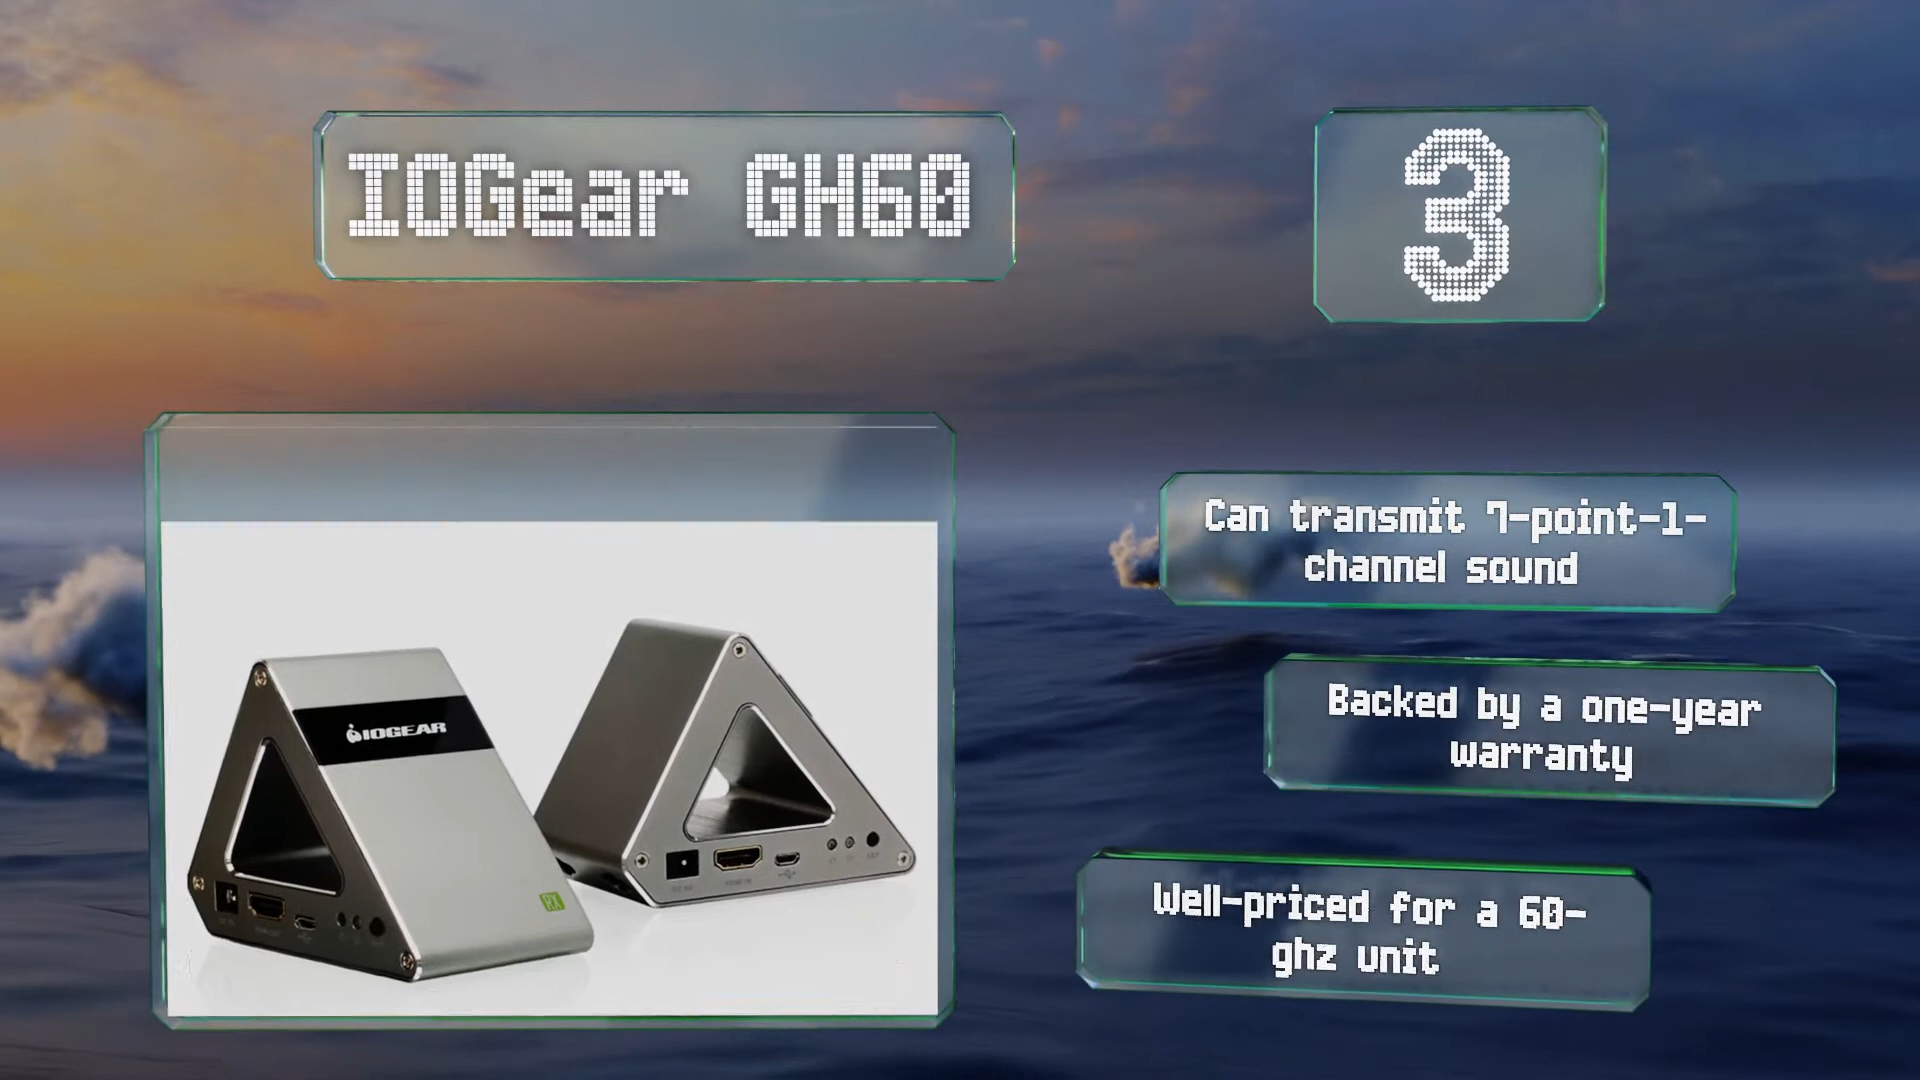 IOGear GH60
3
Can transmit 7-point-1-
channel sound
Backed by a one-year
warranty
Well-priced for a 60-
ghz unit
IOGEAR
RX